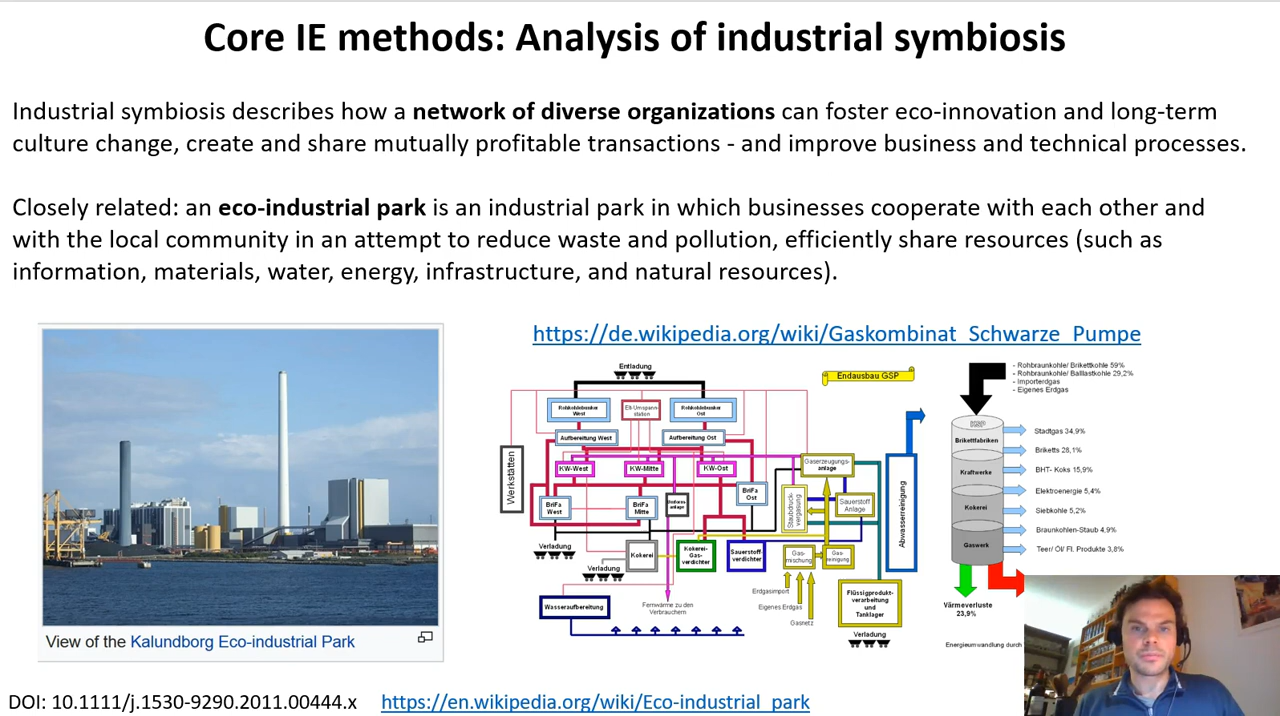 Core IE methods: Analysis of industrial symbiosis
Industrial symbiosis describes how a network of diverse organizations can foster eco-innovation and long-term
culture change, create and share mutually profitable transactions - and improve business and technical processes.
Closely related: an eco-industrial park is an industrial park in which businesses cooperate with each other and
with the local community in an attempt to reduce waste and pollution, efficiently share resources (such as
information, materials, water, energy, infrastructure, and natural resources).
View of the Kalundborg Eco-industrial Park
https://de.wikipedia.org/wiki/Gaskombinat_Schwarze_Pumpe
Entladung
Endausbau GSP
Rohkohlebunker
West
Eb Umspann-
station
Rohkohlebunker
Ost
Aufbereitung West
Aufbereitung Ost
Werkstätten
KW-West
KW-Mitte
KW-Ost
Gaserzeugungs-
anlage
BriFa
West
BriFa
Mitte
BriFa
Ost
Staubdruck-
vergasung
Sauerstoff
Anlage
Abwasserreinigung
Verladung
Kokerei
Kokerei-
Gas-
verdichter
Sauerstoff-
verdichter
Gas-
mischung
Gas-
reinigung
Verladung
Erdgasimport
Eigenes Erdgas
Gasnetz
Wasseraufbereitung
Fernwärme zu den
Verbrauchern
Flüssigprodukt-
verarbeitung
und
Tanklager
Verladung
- Rohbraunkohle/ Brikettkohle 59%
- Rohbraunkohle/ Balllastkohle 29,2%
- Importerdgas
- Eigenes Erdgas
Brikettfabriken
Kraftwerke
Kokerei
Gaswerk
Stadtgas 34,9%
Briketts 28,1%
BHT- Koks 15,9%
Elektroenergie 5,4%
Siebkohle 5,2%
Braunkohlen-Staub 4,9%
Teer/ Öl/ Fl. Produkte 3,8%
Wärmeverluste
23,9%
Energieumwandlung durch
DOI: 10.1111/j.1530-9290.2011.00444.x
https://en.wikipedia.org/wiki/Eco-industrial_park